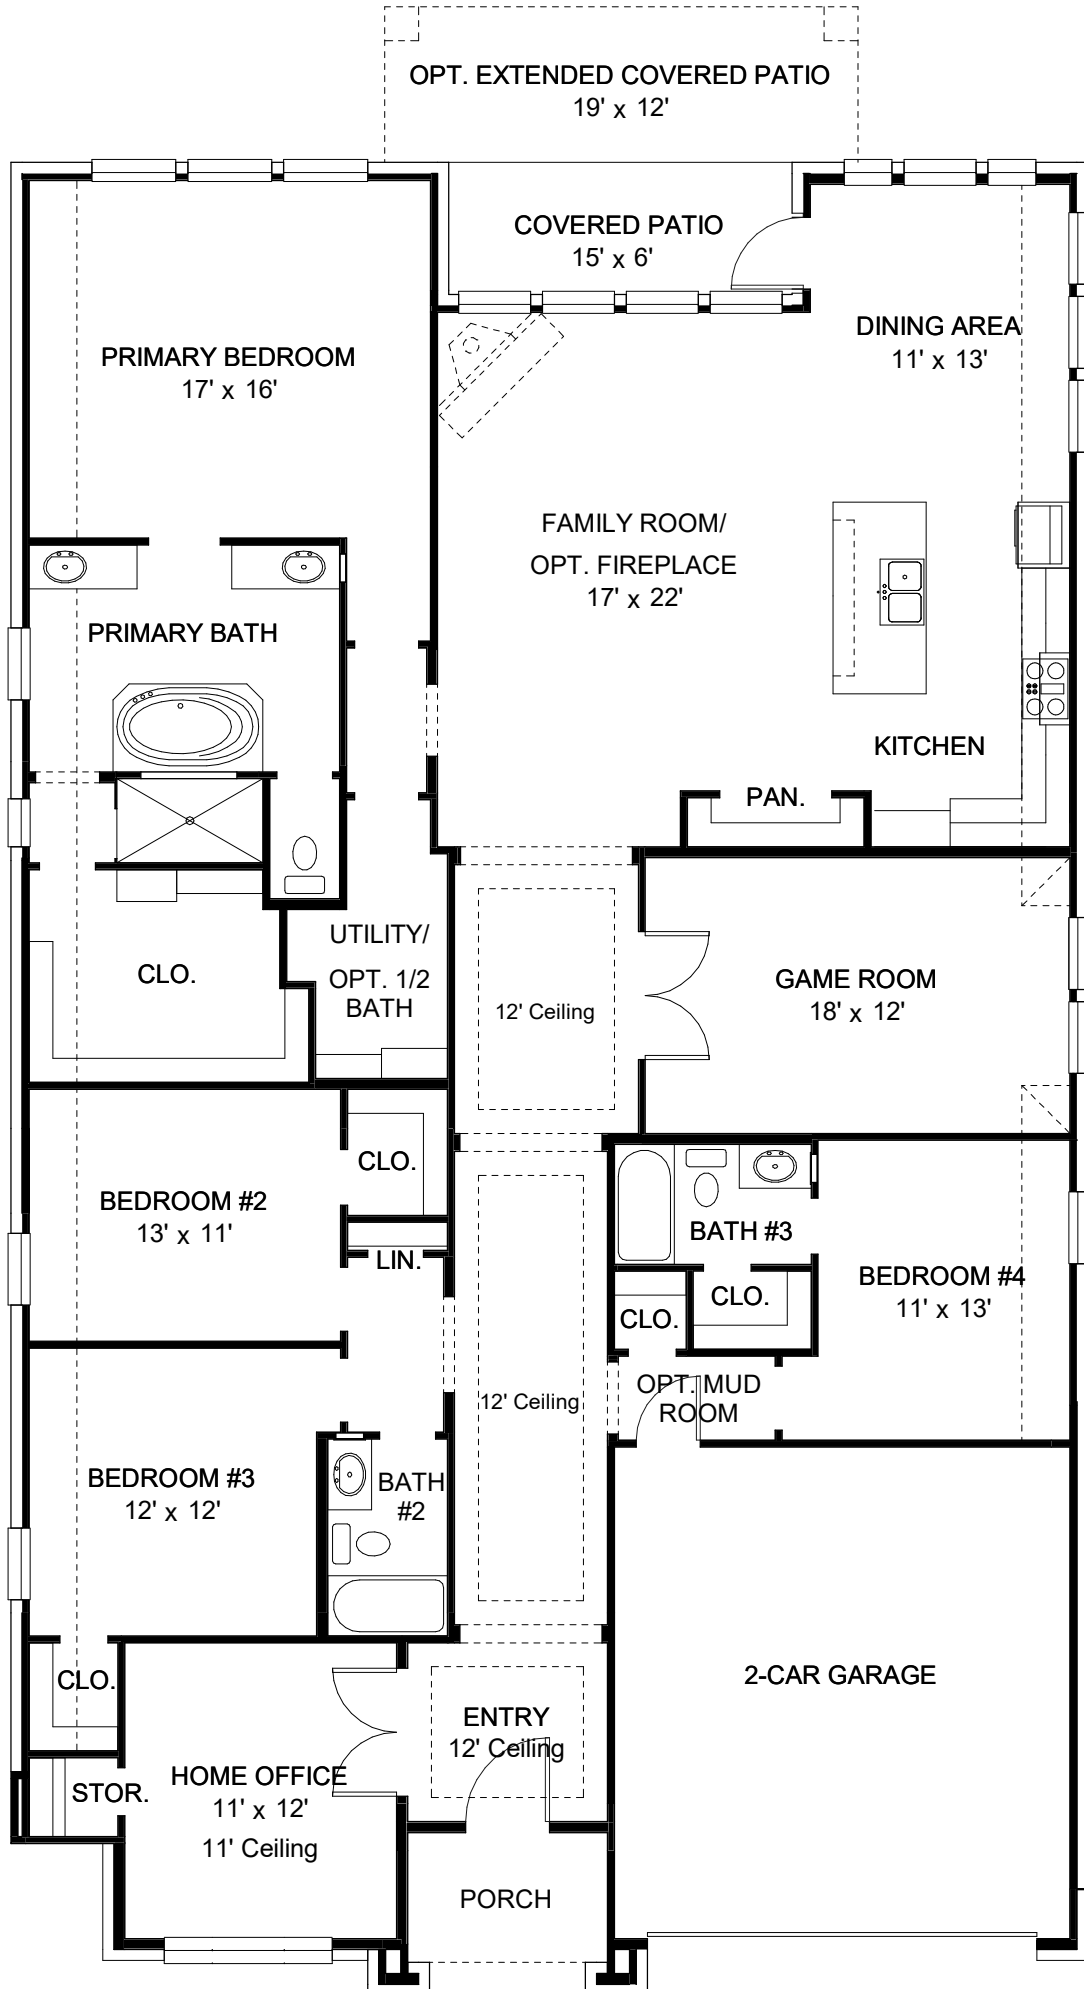 OPT. EXTENDED COVERED PATIO
19' x 12'
COVERED PATIO
15' x 6'
DINING AREA
11' x 13'
PRIMARY BEDROOM
17' x 16'
FAMILY ROOM/
OPT. FIREPLACE
17' x 22'
PRIMARY BATH
KITCHEN
PAN.
UTILITY/
OPT. 1/2
BATH
CLO.
12' Ceiling
GAME ROOM
18' x 12'
CLO.
BEDROOM #2
13' x 11'
LIN.
BATH #3
BEDROOM #4
11' x 13'
CLO.
CLO.
OPT. MUD
ROOM
12' Ceiling
BEDROOM #3
12' x 12'
BATH
#2
CLO.
2-CAR GARAGE
ENTRY
12' Ceiling
STOR.
HOME OFFICE
11' x 12'
11' Ceiling
PORCH